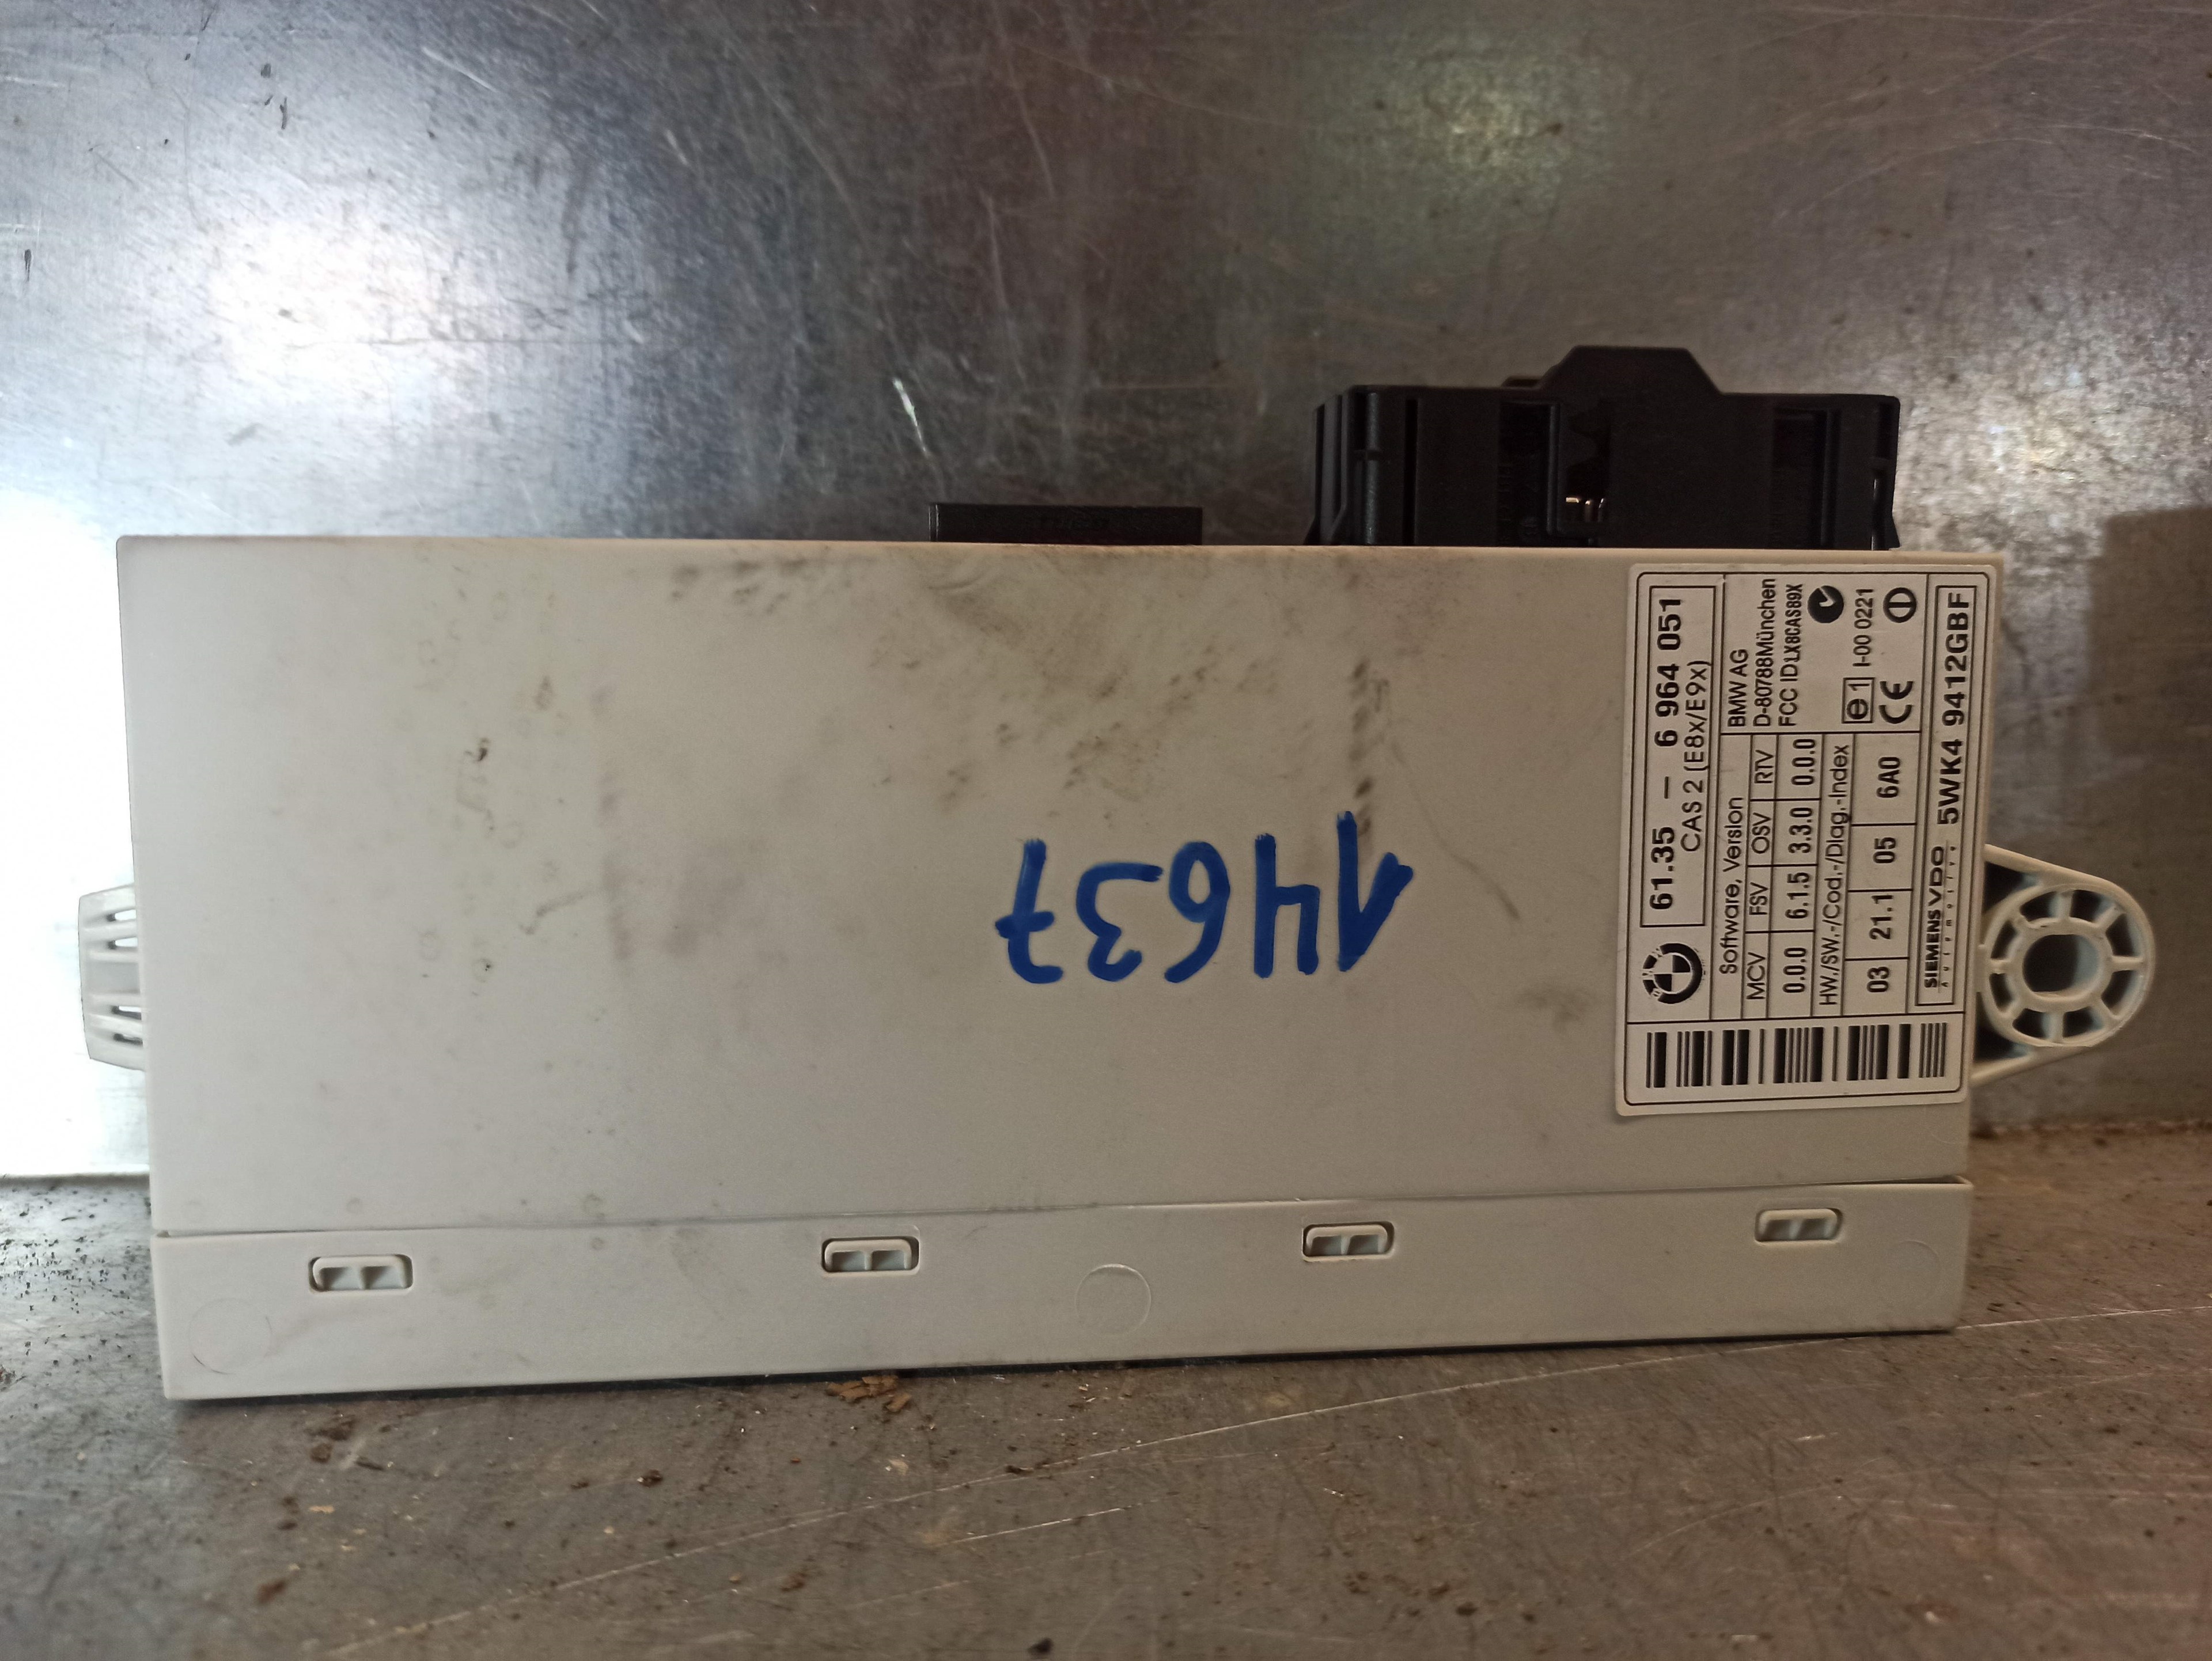 61.35 – 6 964 051
CAS 2 (E8x/E9x)
Software, Version
MCV FSV OSV RTV
0.0.0 6.1.5 3.3.0 0.0.0
HW./SW.-/Cod.-/Diag.-Index
03 21.1 05 6A0
BMW AG
D-80788München
FCC ID LX8CAS89X
e1 I-00 0221
CE
SIEMENS VDO 5WK4 9412GBF
Automotive
14637